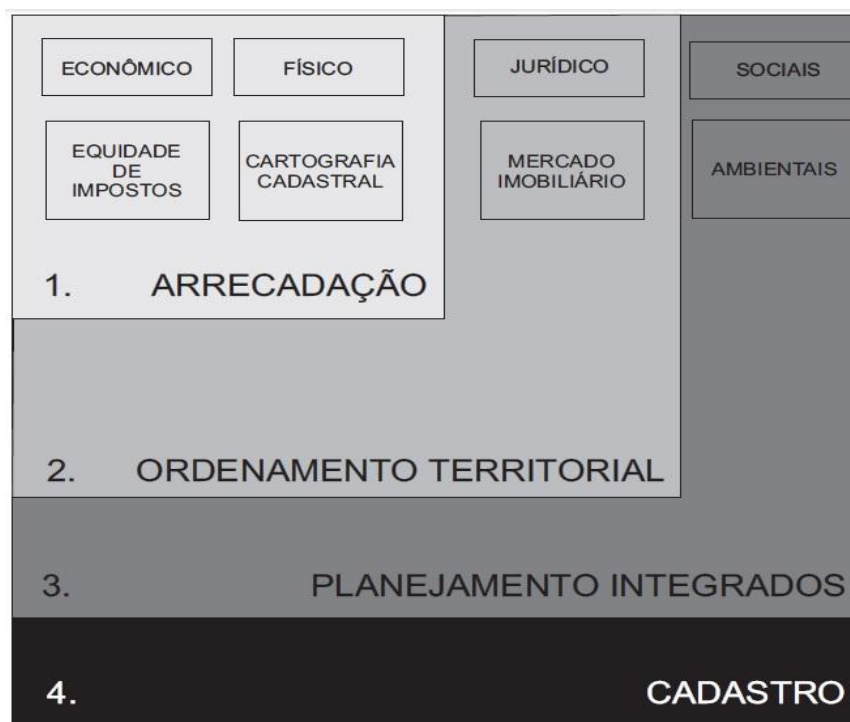 ECONÔMICO
FÍSICO
JURÍDICO
SOCIAIS
EQUIDADE
DE
IMPOSTOS
CARTOGRAFIA
CADASTRAL
MERCADO
IMOBILIÁRIO
AMBIENTAIS
1. ARRECADAÇÃO
2. ORDENAMENTO TERRITORIAL
3. PLANEJAMENTO INTEGRADOS
4. CADASTRO